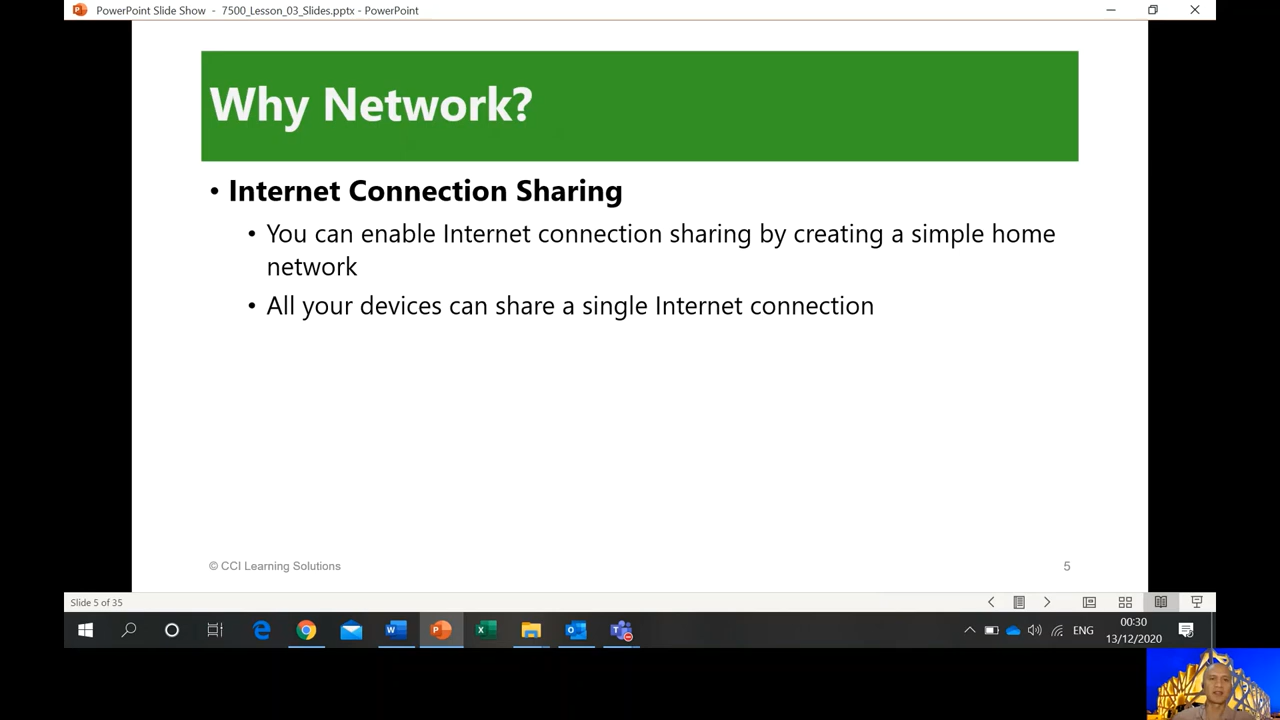 PowerPoint Slide Show - 7500_Lesson_03_Slides.pptx - PowerPoint
Why Network?
• Internet Connection Sharing
• You can enable Internet connection sharing by creating a simple home
network
• All your devices can share a single Internet connection
© CCI Learning Solutions
5
Slide 5 of 35
ENG
00:30
13/12/2020